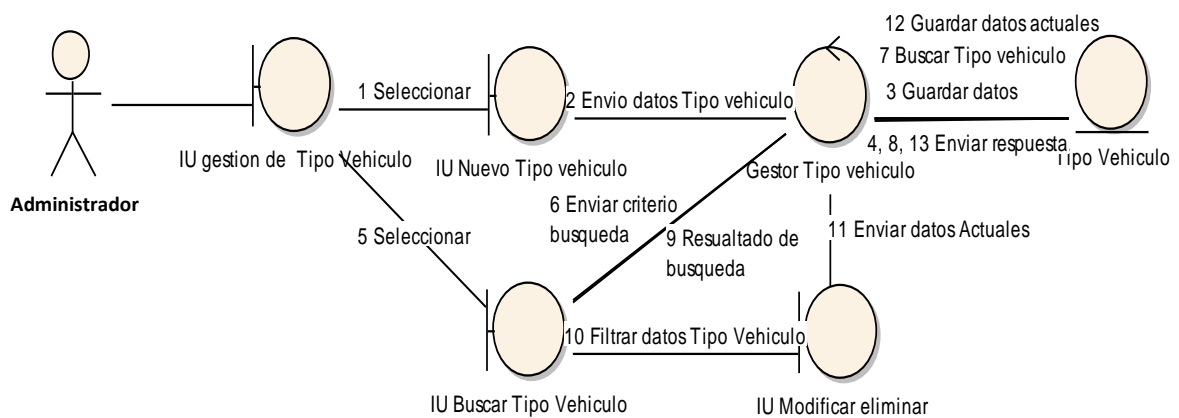 12 Guardar datos actuales
7 Buscar Tipo vehiculo
1 Seleccionar
2 Envio datos Tipo vehiculo
3 Guardar datos
4, 8, 13 Enviar respuesta
IU gestion de Tipo Vehiculo
IU Nuevo Tipo vehiculo
Gestor Tipo vehiculo
Tipo Vehiculo
Administrador
6 Enviar criterio
busqueda
5 Seleccionar
9 Resualtado de
busqueda
11 Enviar datos Actuales
10 Filtrar datos Tipo Vehiculo
IU Buscar Tipo Vehiculo
IU Modificar eliminar